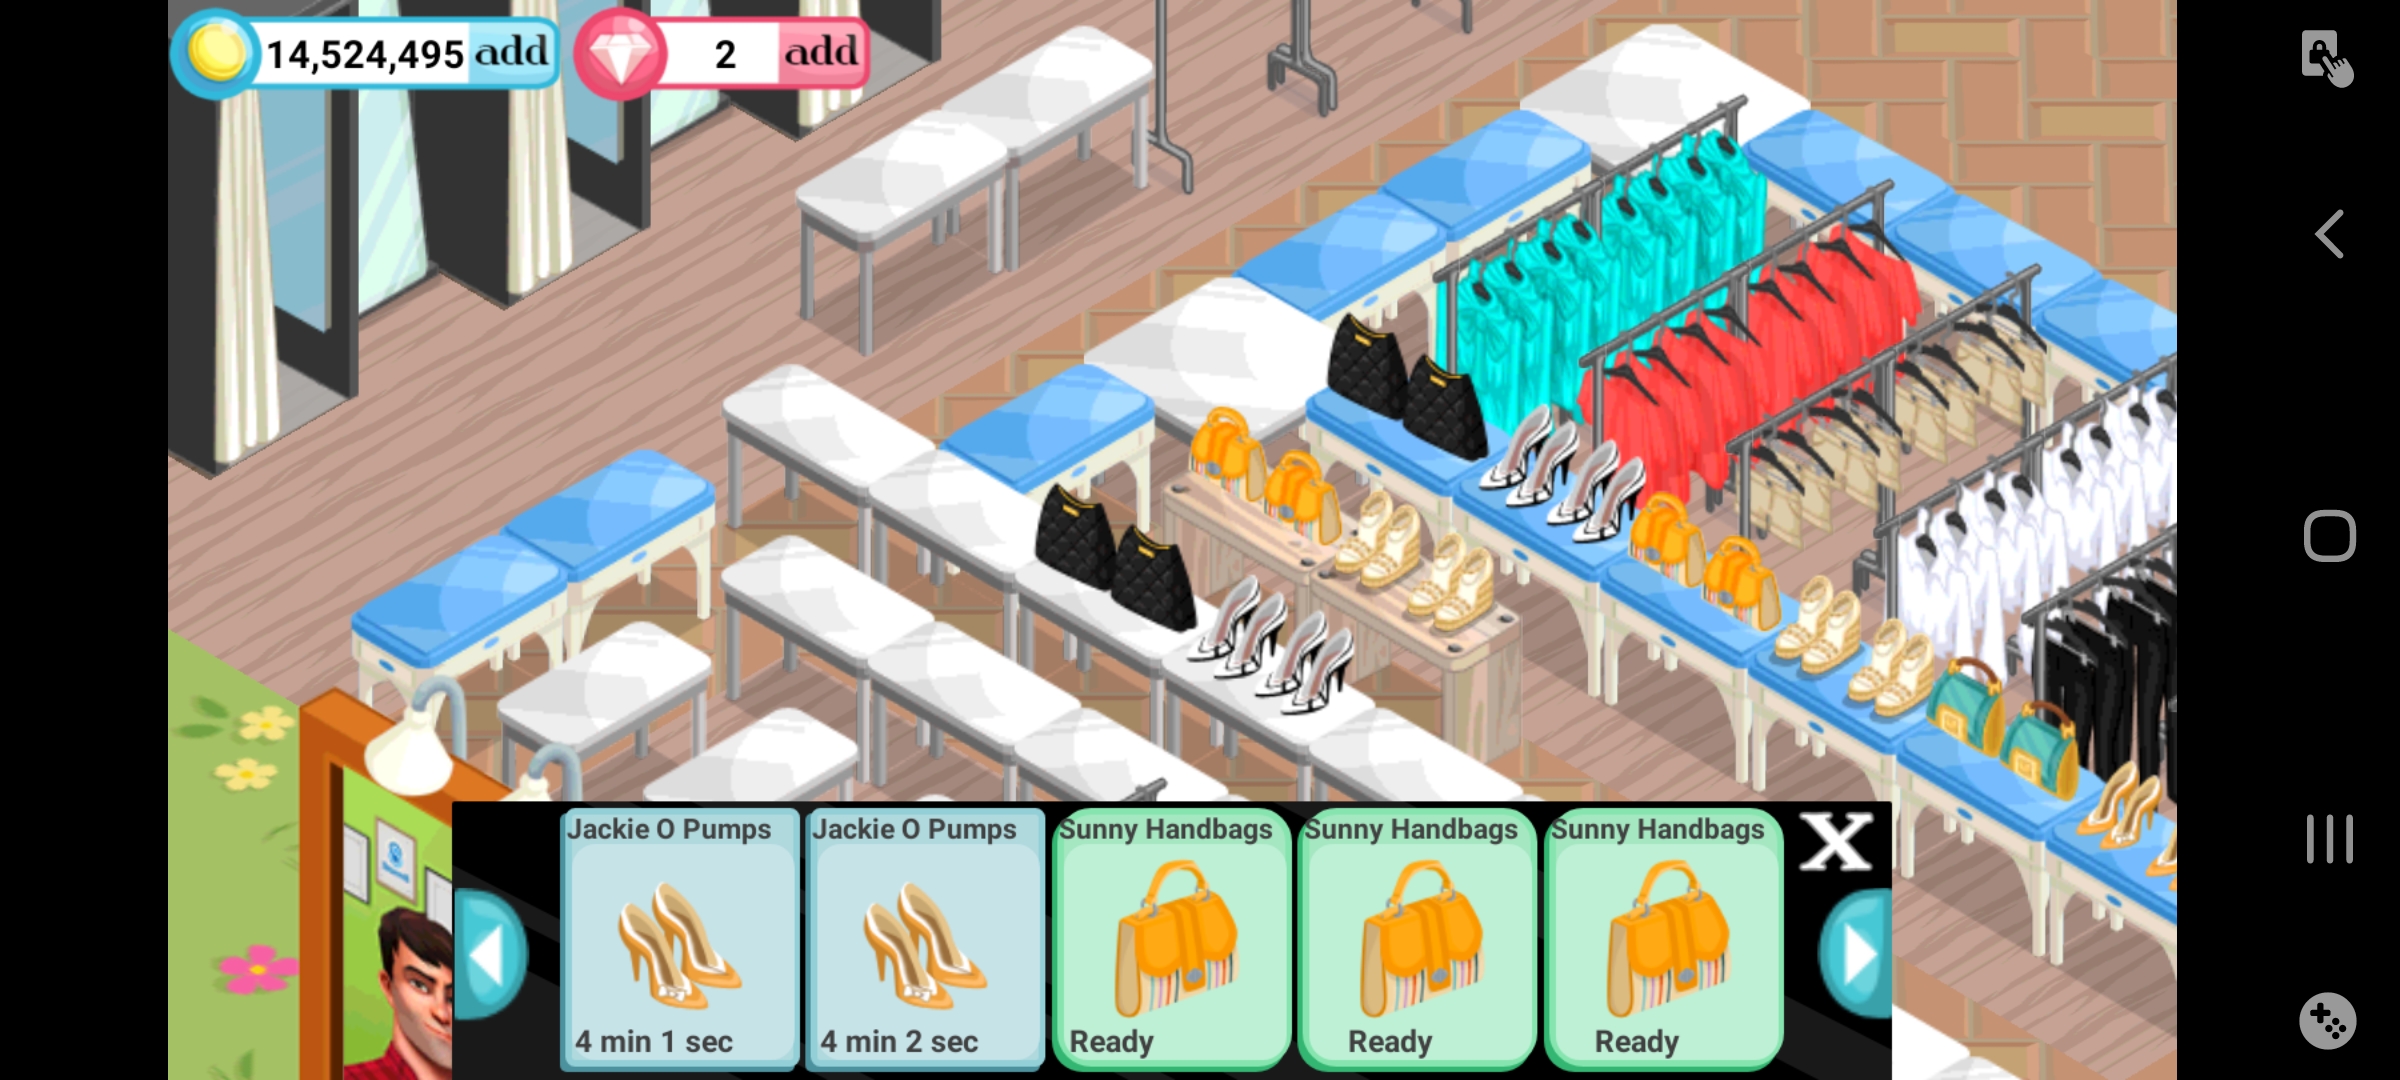 14,524,495 add
2 add
Jackie O Pumps
4 min 1 sec
Jackie O Pumps
4 min 2 sec
Sunny Handbags
Ready
Sunny Handbags
Ready
Sunny Handbags
Ready
X